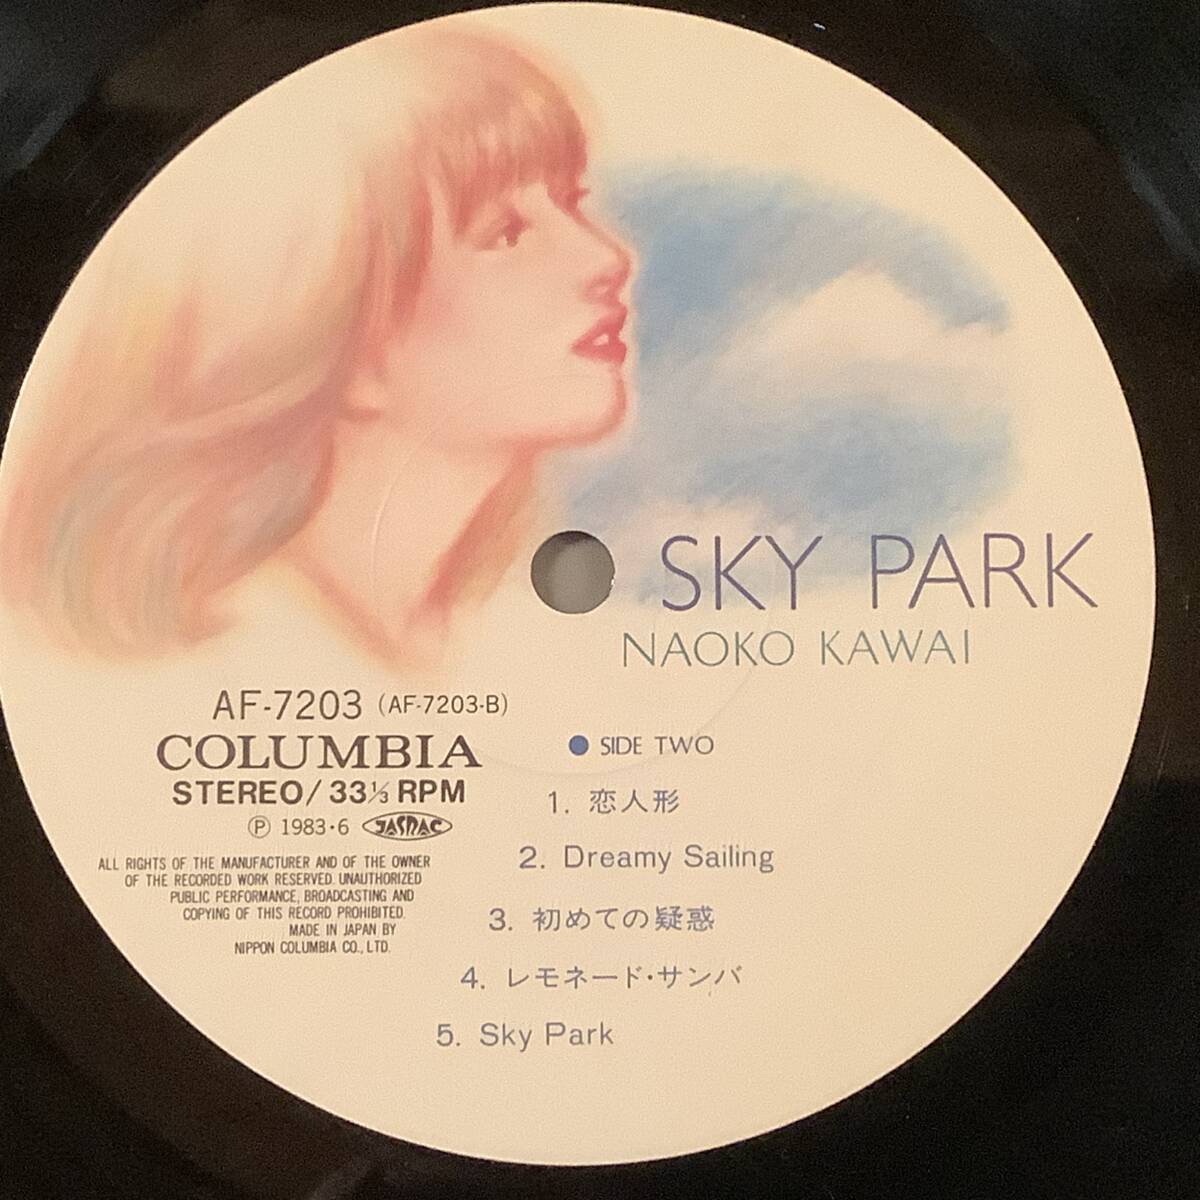 SKY PARK
NAOKO KAWAI
AF-7203 (AF-7203-B)
COLUMBIA
STEREO/33⅓ RPM
Ⓟ 1983・6 JASRAC
ALL RIGHTS OF THE MANUFACTURER AND OF THE OWNER
OF THE RECORDED WORK RESERVED. UNAUTHORIZED
PUBLIC PERFORMANCE, BROADCASTING AND
COPYING OF THIS RECORD PROHIBITED.
MADE IN JAPAN BY
NIPPON COLUMBIA CO., LTD.
● SIDE TWO
1. 恋人形
2. Dreamy Sailing
3. 初めての疑惑
4. レモネード・サンバ
5. Sky Park